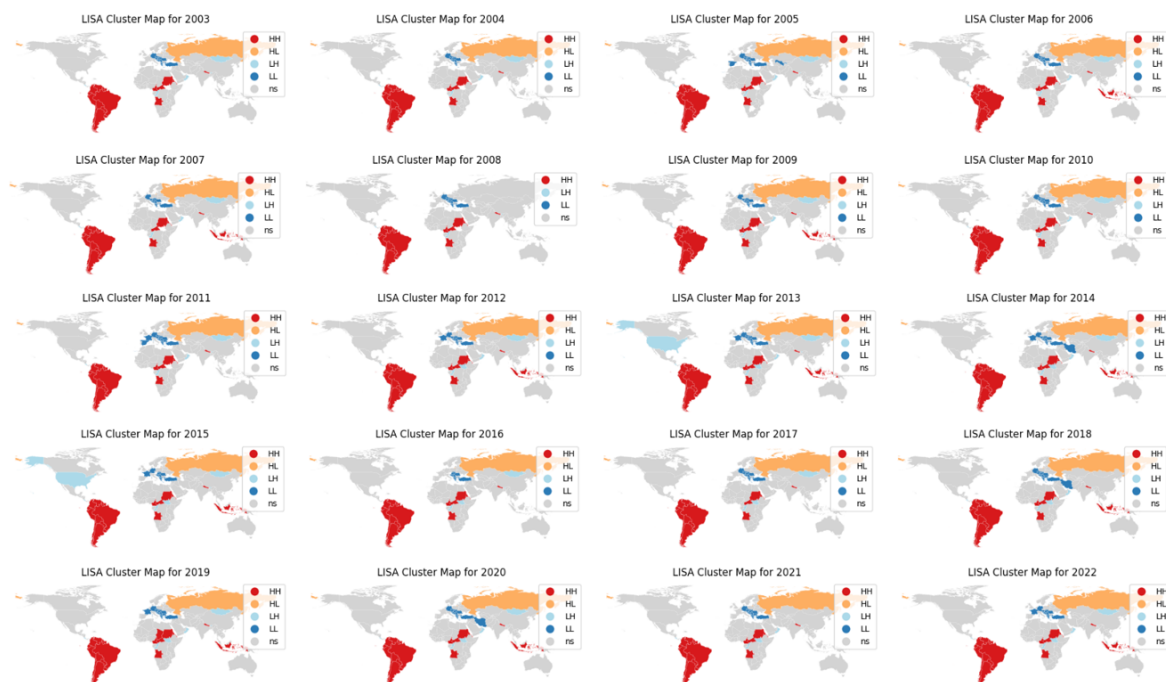 LISA Cluster Map for 2003
HH
HL
LH
LL
ns
LISA Cluster Map for 2004
HH
HL
LH
LL
ns
LISA Cluster Map for 2005
HH
HL
LH
LL
ns
LISA Cluster Map for 2006
HH
HL
LH
LL
ns
LISA Cluster Map for 2007
HH
HL
LH
LL
ns
LISA Cluster Map for 2008
HH
LH
LL
ns
LISA Cluster Map for 2009
HH
HL
LH
LL
ns
LISA Cluster Map for 2010
HH
HL
LH
LL
ns
LISA Cluster Map for 2011
HH
HL
LH
LL
ns
LISA Cluster Map for 2012
HH
HL
LH
LL
ns
LISA Cluster Map for 2013
HH
HL
LH
LL
ns
LISA Cluster Map for 2014
HH
HL
LH
LL
ns
LISA Cluster Map for 2015
HH
HL
LH
LL
ns
LISA Cluster Map for 2016
HH
HL
LH
LL
ns
LISA Cluster Map for 2017
HH
HL
LH
LL
ns
LISA Cluster Map for 2018
HH
HL
LH
LL
ns
LISA Cluster Map for 2019
HH
HL
LH
LL
ns
LISA Cluster Map for 2020
HH
HL
LH
LL
ns
LISA Cluster Map for 2021
HH
HL
LH
LL
ns
LISA Cluster Map for 2022
HH
HL
LH
LL
ns